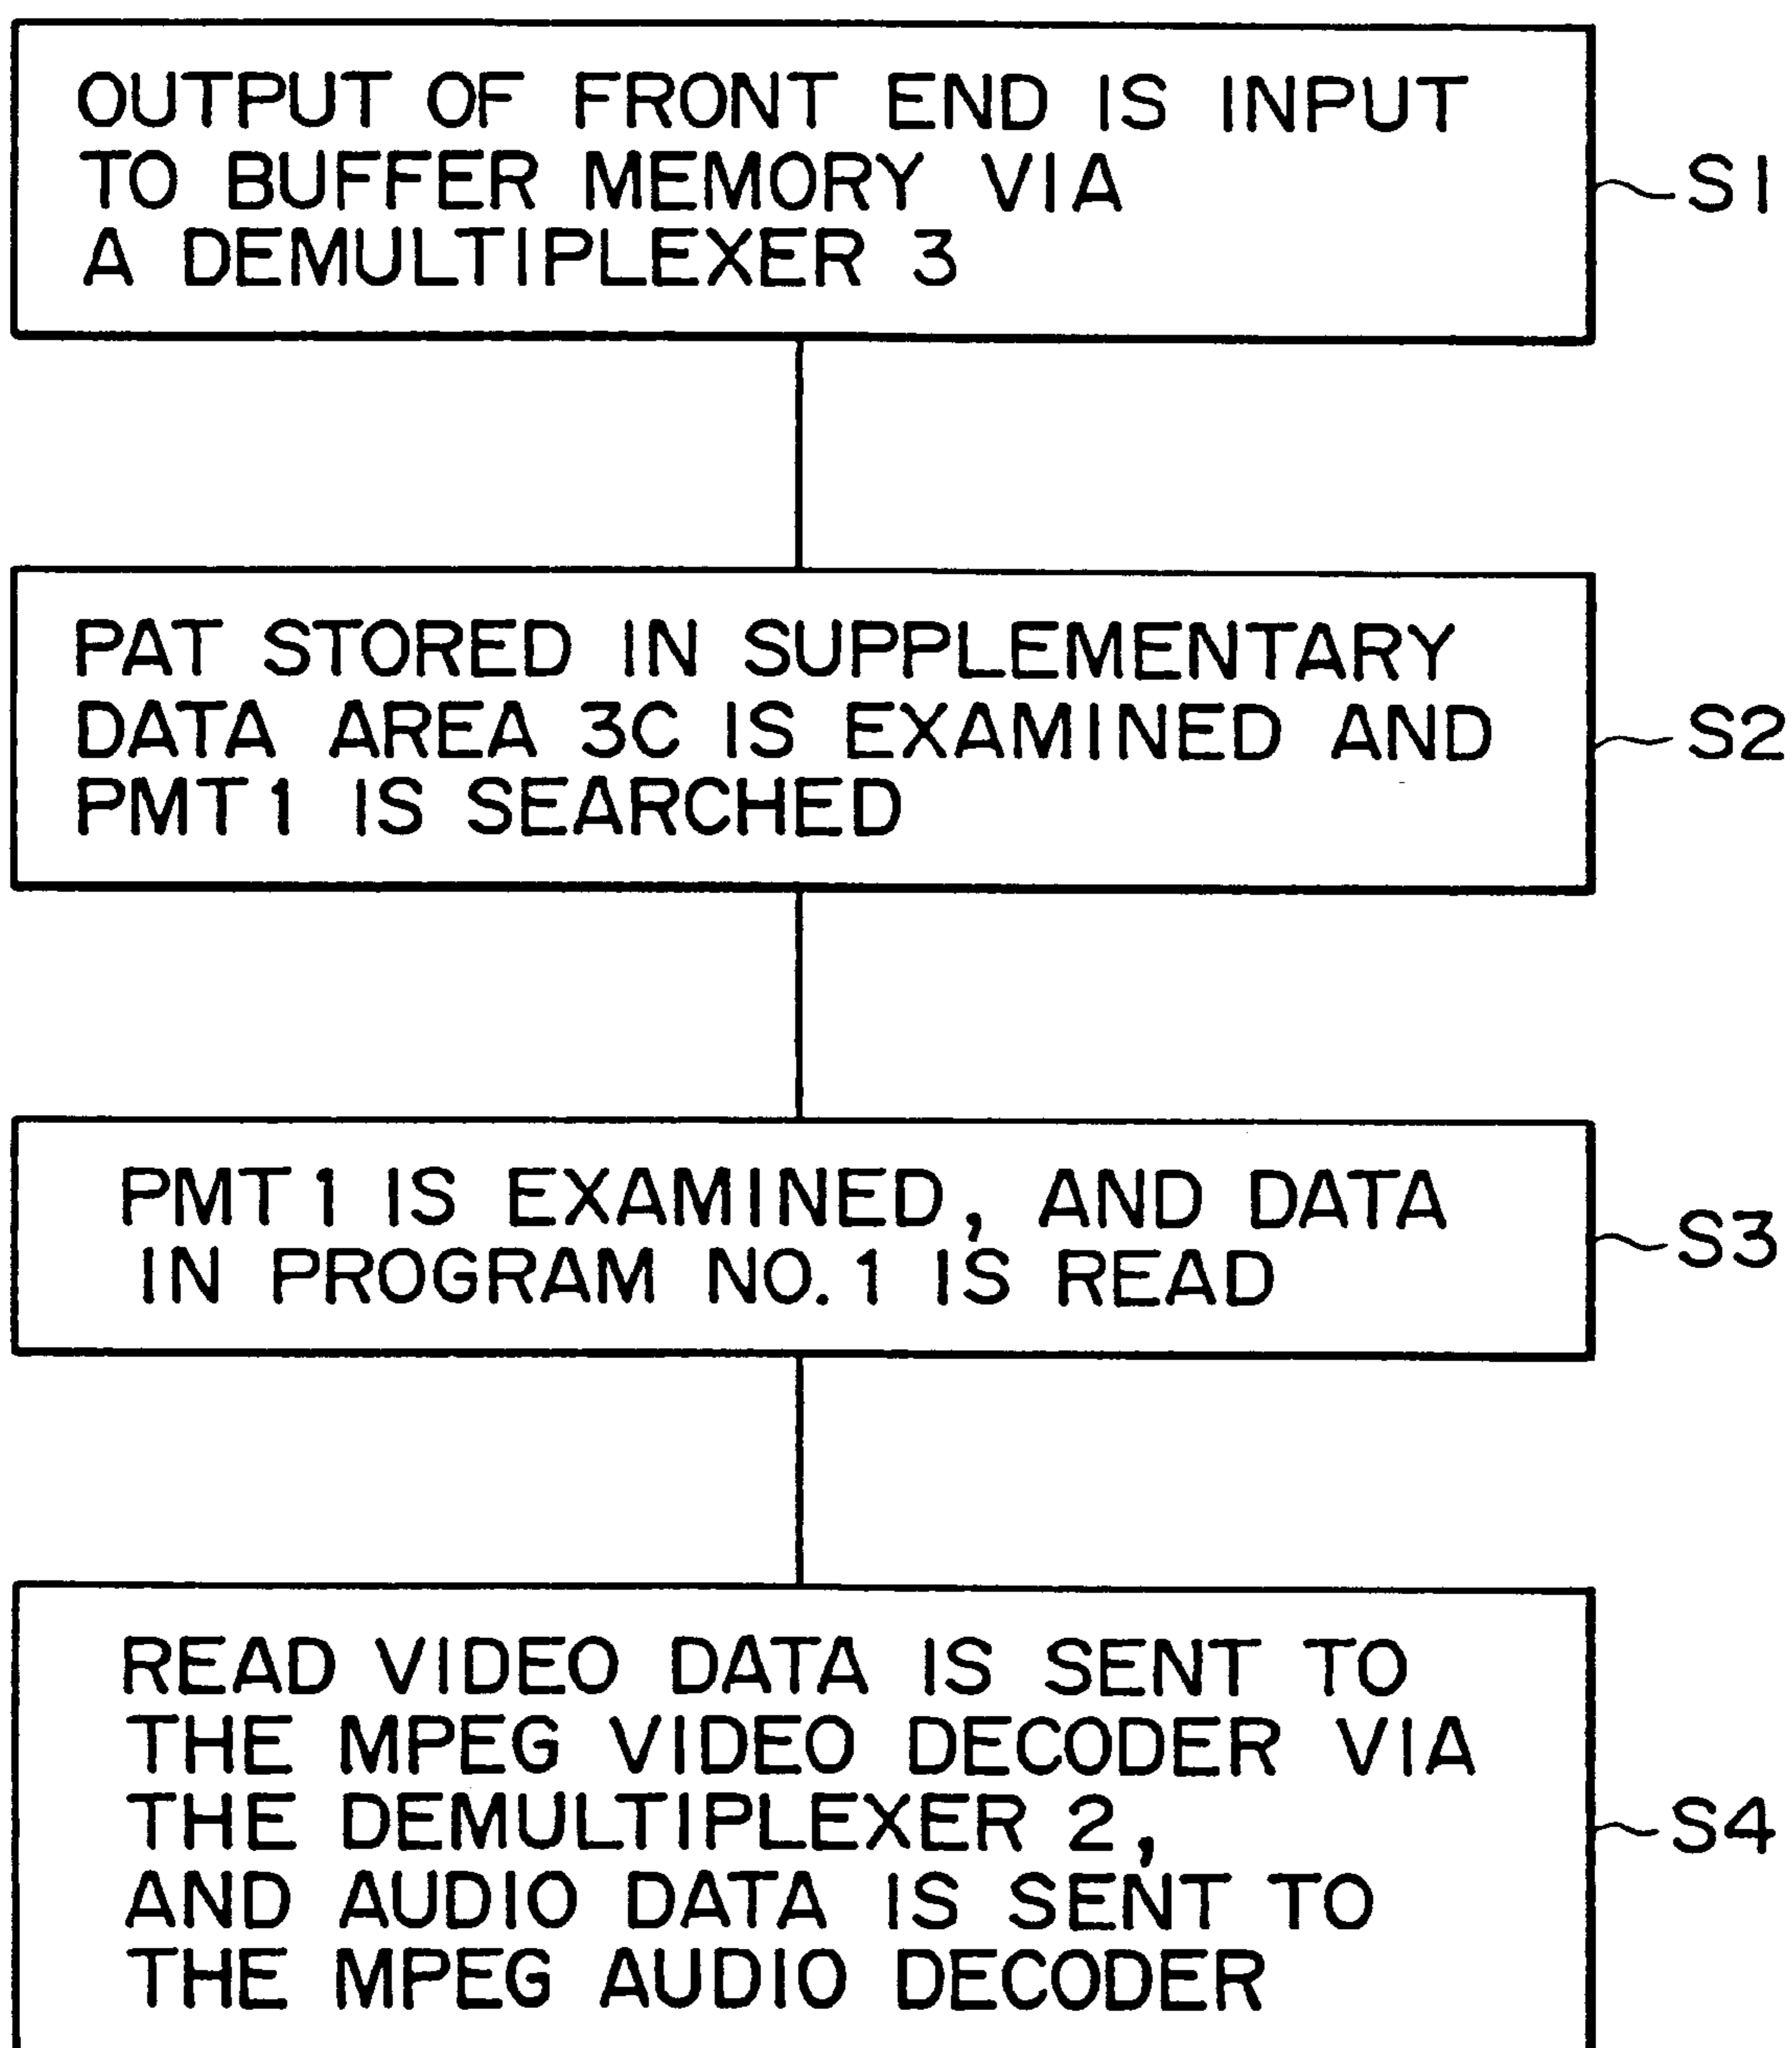 OUTPUT OF FRONT END IS INPUT
TO BUFFER MEMORY VIA
A DEMULTIPLEXER 3
S1
PAT STORED IN SUPPLEMENTARY
DATA AREA 3C IS EXAMINED AND
PMT1 IS SEARCHED
S2
PMT1 IS EXAMINED, AND DATA
IN PROGRAM NO. 1 IS READ
S3
READ VIDEO DATA IS SENT TO
THE MPEG VIDEO DECODER VIA
THE DEMULTIPLEXER 2,
AND AUDIO DATA IS SENT TO
THE MPEG AUDIO DECODER
S4